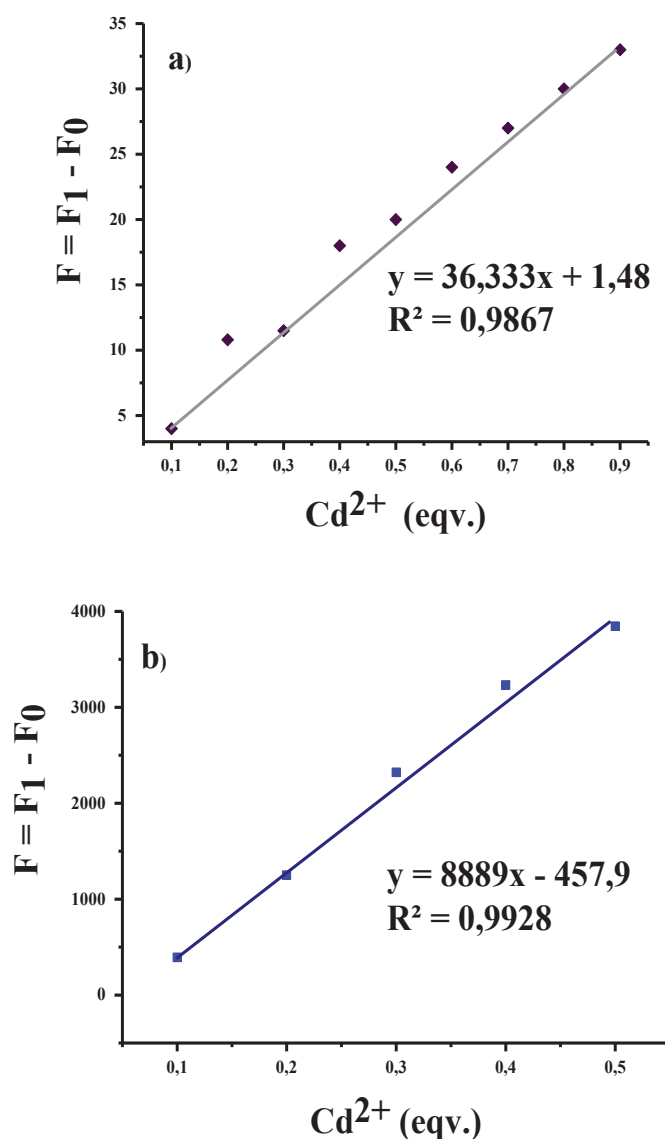 a)
35
30
25
20
15
10
5
F = F1 - F0
y = 36,333x + 1,48
R² = 0,9867
0,1 0,2 0,3 0,4 0,5 0,6 0,7 0,8 0,9
Cd2+ (eqv.)
b)
4000
3000
2000
1000
0
F = F1 - F0
y = 8889x - 457,9
R² = 0,9928
0,1 0,2 0,3 0,4 0,5
Cd2+ (eqv.)